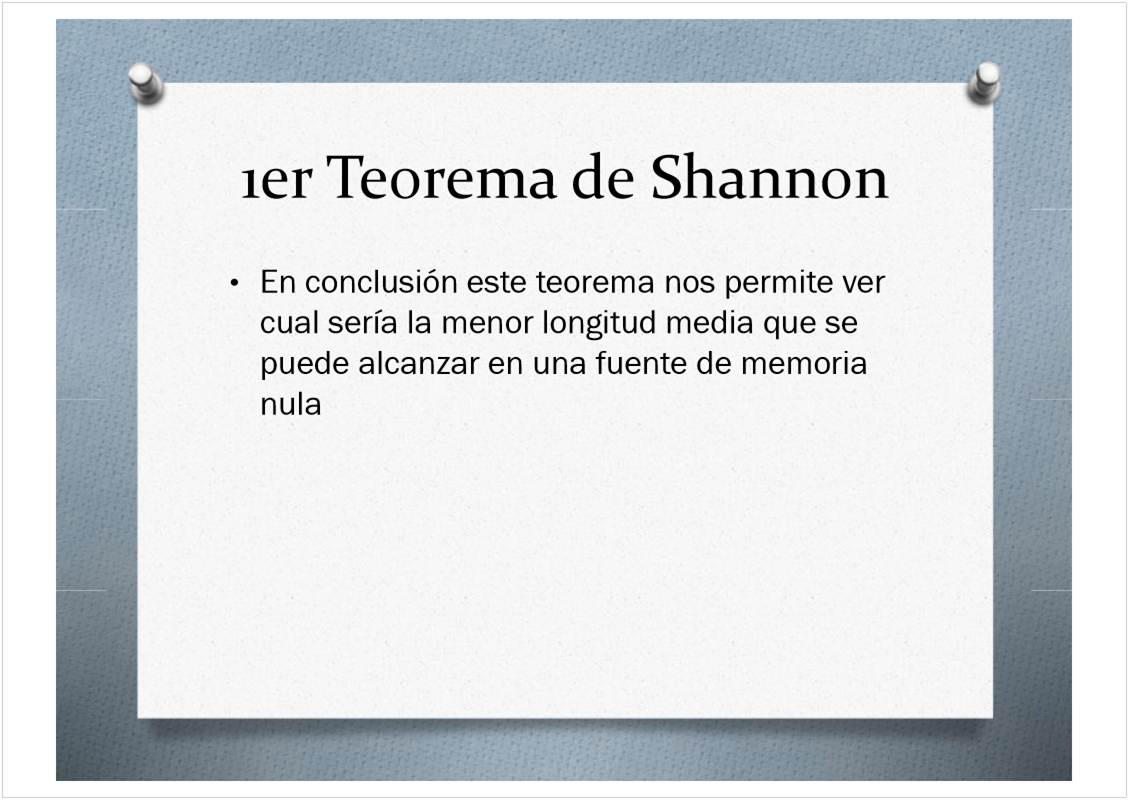 1er Teorema de Shannon
• En conclusión este teorema nos permite ver
cual sería la menor longitud media que se
puede alcanzar en una fuente de memoria
nula